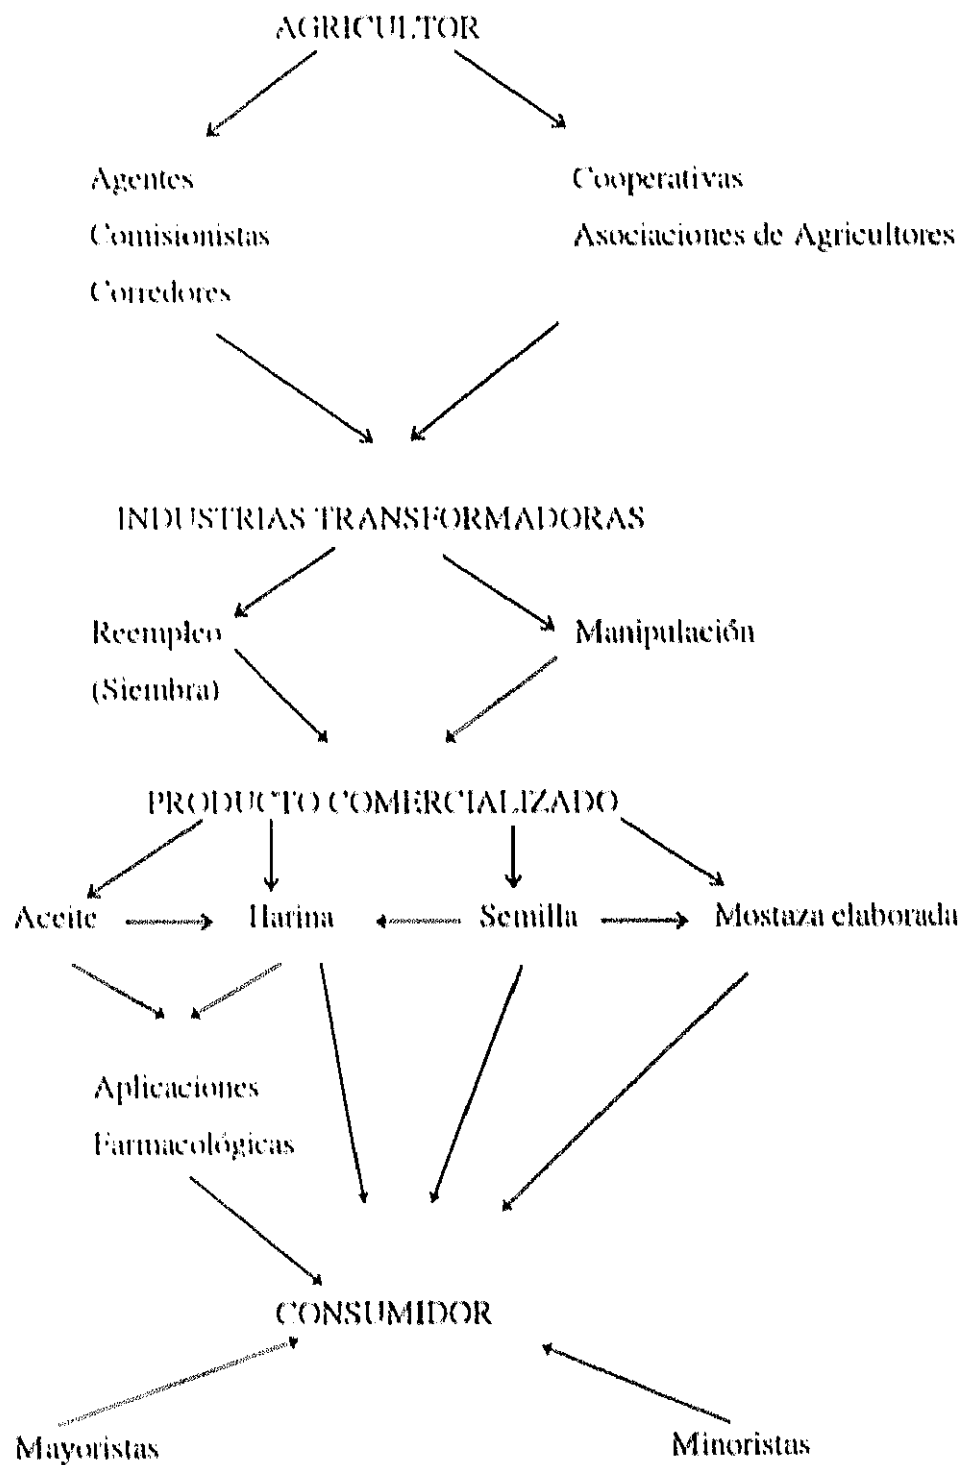 AGRICULTOR
Agentes
Comisionistas
Corredores
Cooperativas
Asociaciones de Agricultores
INDUSTRIAS TRANSFORMADORAS
Reempleo
(Siembra)
Manipulación
PRODUCTO COMERCIALIZADO
Aceite
Harina
Semilla
Mostaza elaborada
Aplicaciones
Farmacológicas
CONSUMIDOR
Mayoristas
Minoristas